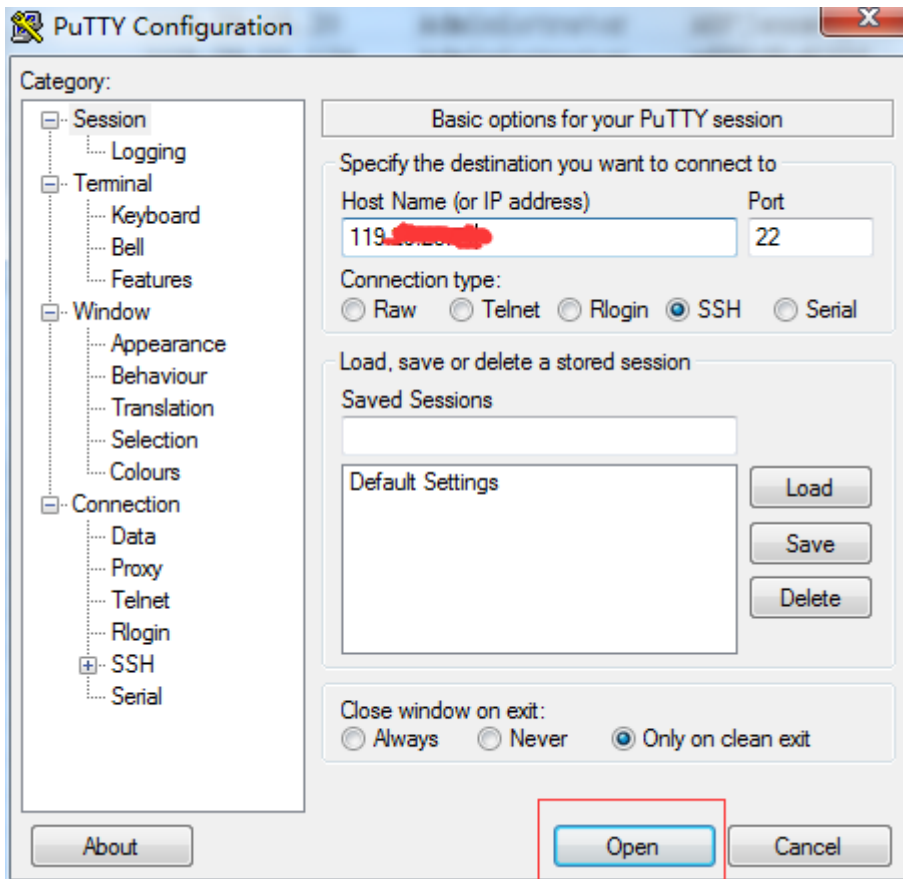 PuTTY Configuration
Category:
Session
Logging
Terminal
Keyboard
Bell
Features
Window
Appearance
Behaviour
Translation
Selection
Colours
Connection
Data
Proxy
Telnet
Rlogin
SSH
Serial
Basic options for your PuTTY session
Specify the destination you want to connect to
Host Name (or IP address) Port
119. 22
Connection type:
Raw Telnet Rlogin SSH Serial
Load, save or delete a stored session
Saved Sessions
Default Settings
Load
Save
Delete
Close window on exit:
Always Never Only on clean exit
About Open Cancel